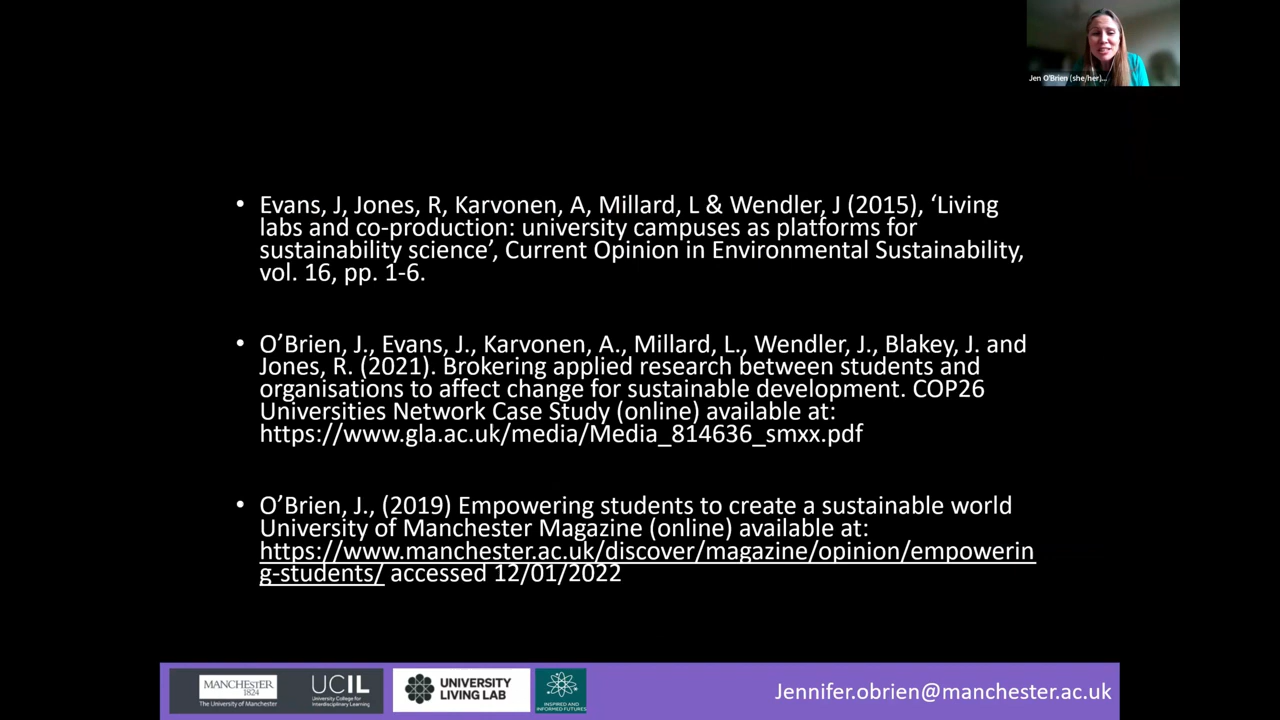 Jen O'Brien (she/her)...
• Evans, J, Jones, R, Karvonen, A, Millard, L & Wendler, J (2015), ‘Living
labs and co-production: university campuses as platforms for
sustainability science’, Current Opinion in Environmental Sustainability,
vol. 16, pp. 1-6.
• O’Brien, J., Evans, J., Karvonen, A., Millard, L., Wendler, J., Blakey, J. and
Jones, R. (2021). Brokering applied research between students and
organisations to affect change for sustainable development. COP26
Universities Network Case Study (online) available at:
https://www.gla.ac.uk/media/Media_814636_smxx.pdf
• O’Brien, J., (2019) Empowering students to create a sustainable world
University of Manchester Magazine (online) available at:
https://www.manchester.ac.uk/discover/magazine/opinion/empowerin
g-students/ accessed 12/01/2022
MANCHESTER
1824
The University of Manchester
UCIL
University College for
Interdisciplinary Learning
UNIVERSITY
LIVING LAB
INSPIRED AND
INFORMED FUTURES
Jennifer.obrien@manchester.ac.uk